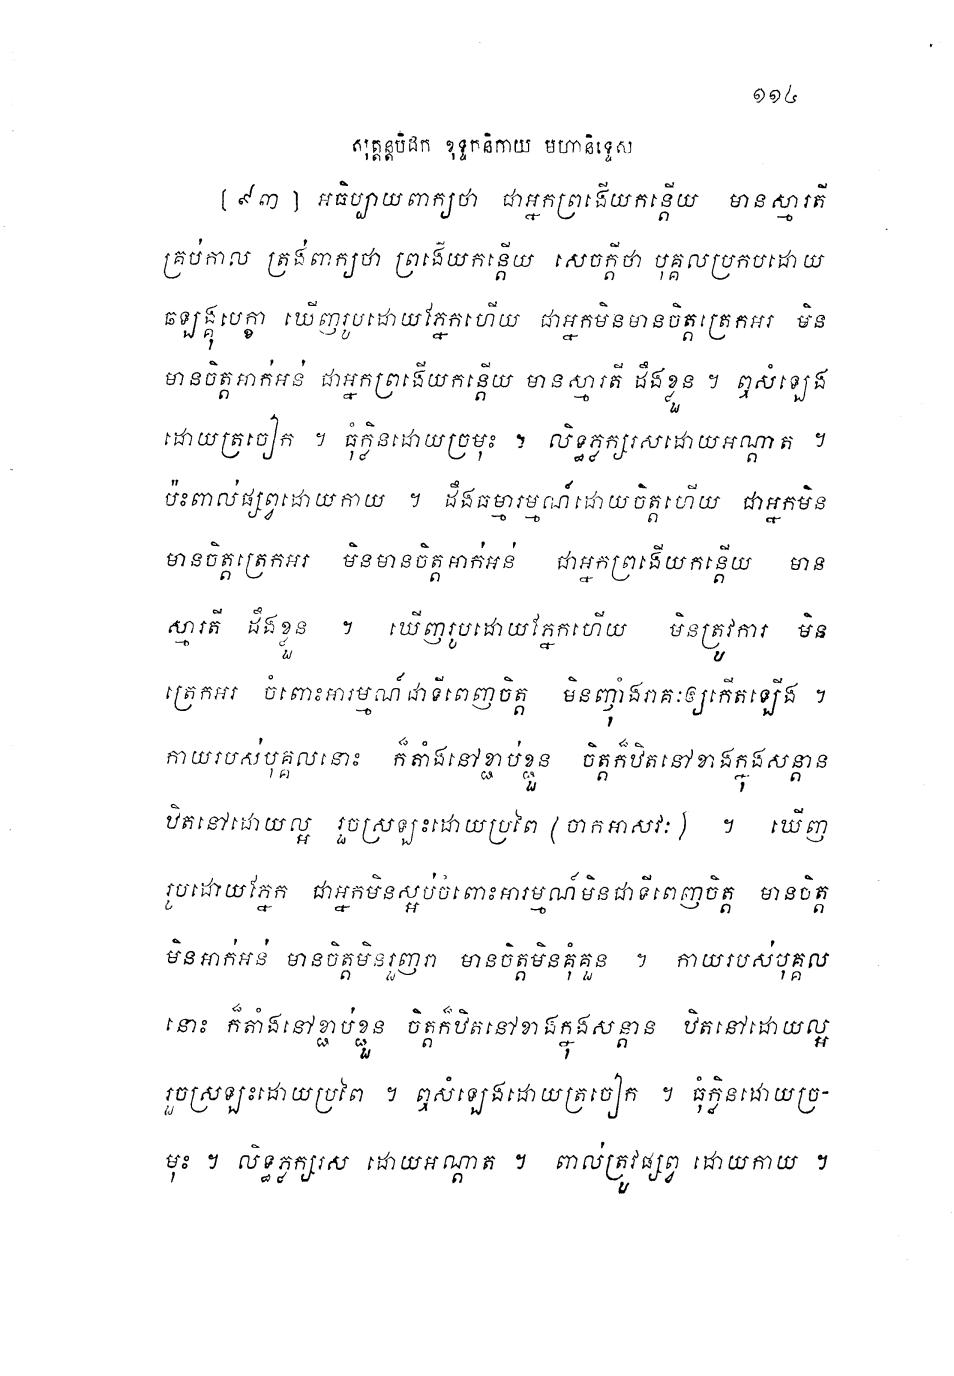 ១១៤
សុត្តន្តបិដក ខុទ្ទកនិកាយ មហានិទ្ទេស
[៩៣] អធិប្បាយពាក្យថា ជាអ្នកព្រងើយកន្តើយ មានស្មារតី
គ្រប់កាល ត្រង់ពាក្យថា ព្រងើយកន្តើយ សេចក្តីថា បុគ្គលប្រកបដោយ
ឆឡង្គុបេក្ខា ឃើញរូបដោយភ្នែកហើយ ជាអ្នកមិនមានចិត្តត្រេកអរ មិន
មានចិត្តអាក់អន់ ជាអ្នកព្រងើយកន្តើយ មានស្មារតី ដឹងខ្លួន ។ ឮសំឡេង
ដោយត្រចៀក ។ ធុំក្លិនដោយច្រមុះ ។ លិទ្ធភ្លក្សរសដោយអណ្តាត ។
ប៉ះពាល់ផ្សព្វដោយកាយ ។ ដឹងធម្មារម្មណ៍ដោយចិត្តហើយ ជាអ្នកមិន
មានចិត្តត្រេកអរ មិនមានចិត្តអាក់អន់ ជាអ្នកព្រងើយកន្តើយ មាន
ស្មារតី ដឹងខ្លួន ។ ឃើញរូបដោយភ្នែកហើយ មិនត្រូវការ មិន
ត្រេកអរ ចំពោះអារម្មណ៍ជាទីពេញចិត្ត មិនញ៉ាំងរាគៈឲ្យកើតឡើង ។
កាយរបស់បុគ្គលនោះ ក៏តាំងនៅខ្ជាប់ខ្ជួន ចិត្តក៏ឋិតនៅខាងក្នុងសន្តាន
ឋិតនៅដោយល្អ រួចស្រឡះដោយប្រពៃ (ចាកអាសវៈ) ។ ឃើញ
រូបដោយភ្នែក ជាអ្នកមិនស្អប់ចំពោះអារម្មណ៍មិនជាទីពេញចិត្ត មានចិត្ត
មិនអាក់អន់ មានចិត្តមិនរួញរា មានចិត្តមិនគុំគួន ។ កាយរបស់បុគ្គល
នោះ ក៏តាំងនៅខ្ជាប់ខ្ជួន ចិត្តក៏ឋិតនៅខាងក្នុងសន្តាន ឋិតនៅដោយល្អ
រួចស្រឡះដោយប្រពៃ ។ ឮសំឡេងដោយត្រចៀក ។ ធុំក្លិនដោយច្រ-
មុះ ។ លិទ្ធភ្លក្សរស ដោយអណ្តាត ។ ពាល់ត្រូវផ្សព្វ ដោយកាយ ។